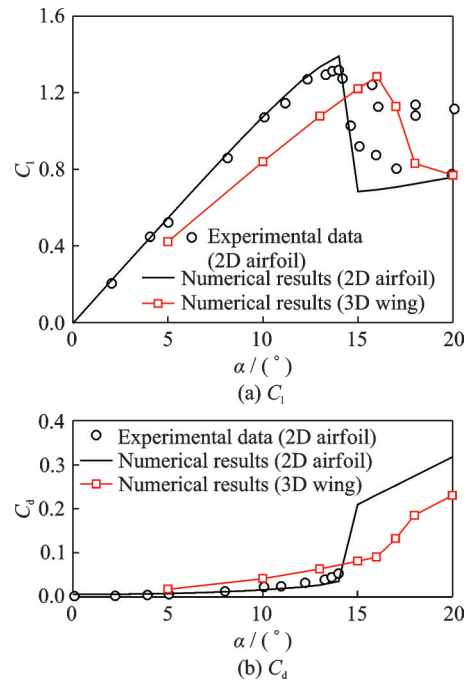 1.6
1.2
0.8
0.4
0.0
C_l
Experimental data
(2D airfoil)
Numerical results (2D airfoil)
Numerical results (3D wing)
0 5 10 15 20
α / (°)
(a) C_l
0.4
0.3
0.2
0.1
0.0
C_d
Experimental data (2D airfoil)
Numerical results (2D airfoil)
Numerical results (3D wing)
0 5 10 15 20
α / (°)
(b) C_d